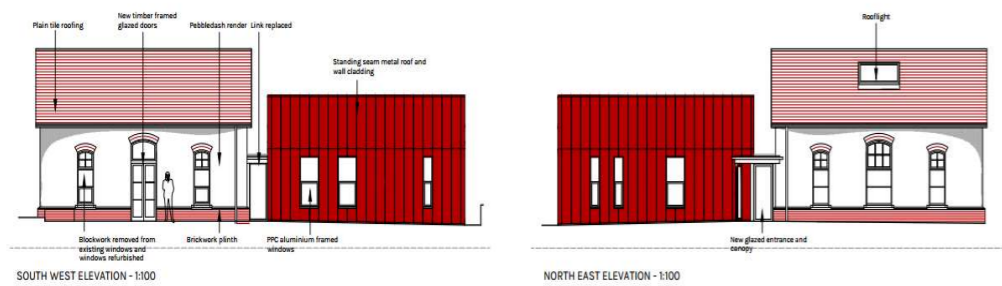 New timber framed
glazed doors
Plain tile roofing
Pebbledash render
Link replaced
Standing seam metal roof and
wall cladding
Blockwork removed from
existing windows and
windows refurbished
Brickwork plinth
PPC aluminium framed
windows
SOUTH WEST ELEVATION - 1:100
Rooflight
New glazed entrance and
canopy
NORTH EAST ELEVATION - 1:100